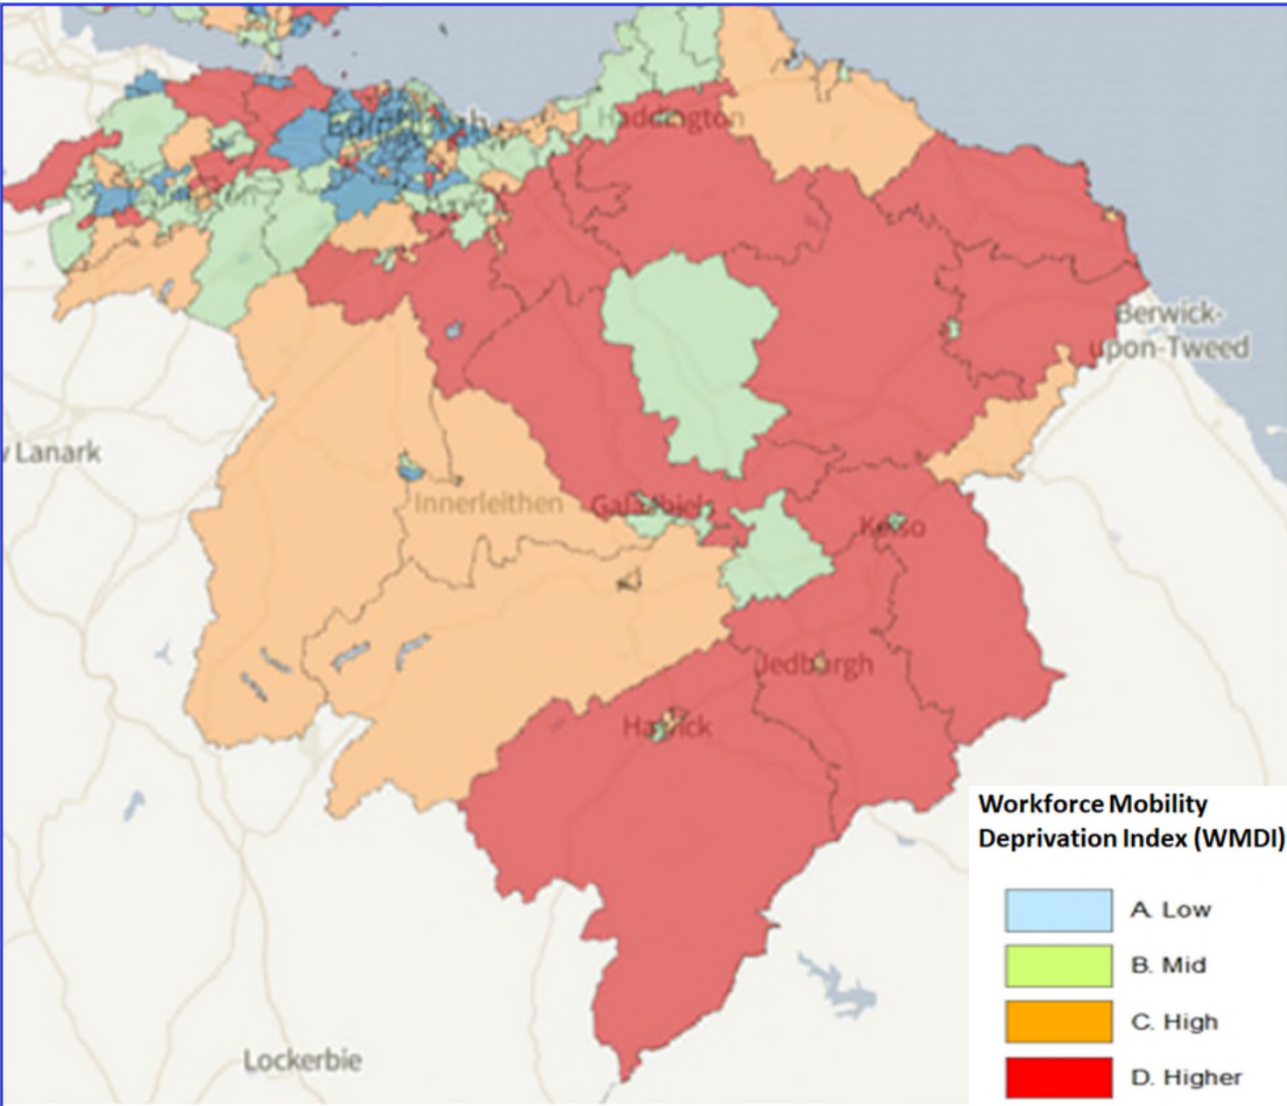 Edinburgh
Haddington
Berwick-
upon-Tweed
Lanark
Innerleithen
Galashiels
Kelso
Jedburgh
Hawick
Lockerbie
Workforce Mobility
Deprivation Index (WMDI)
A. Low
B. Mid
C. High
D. Higher